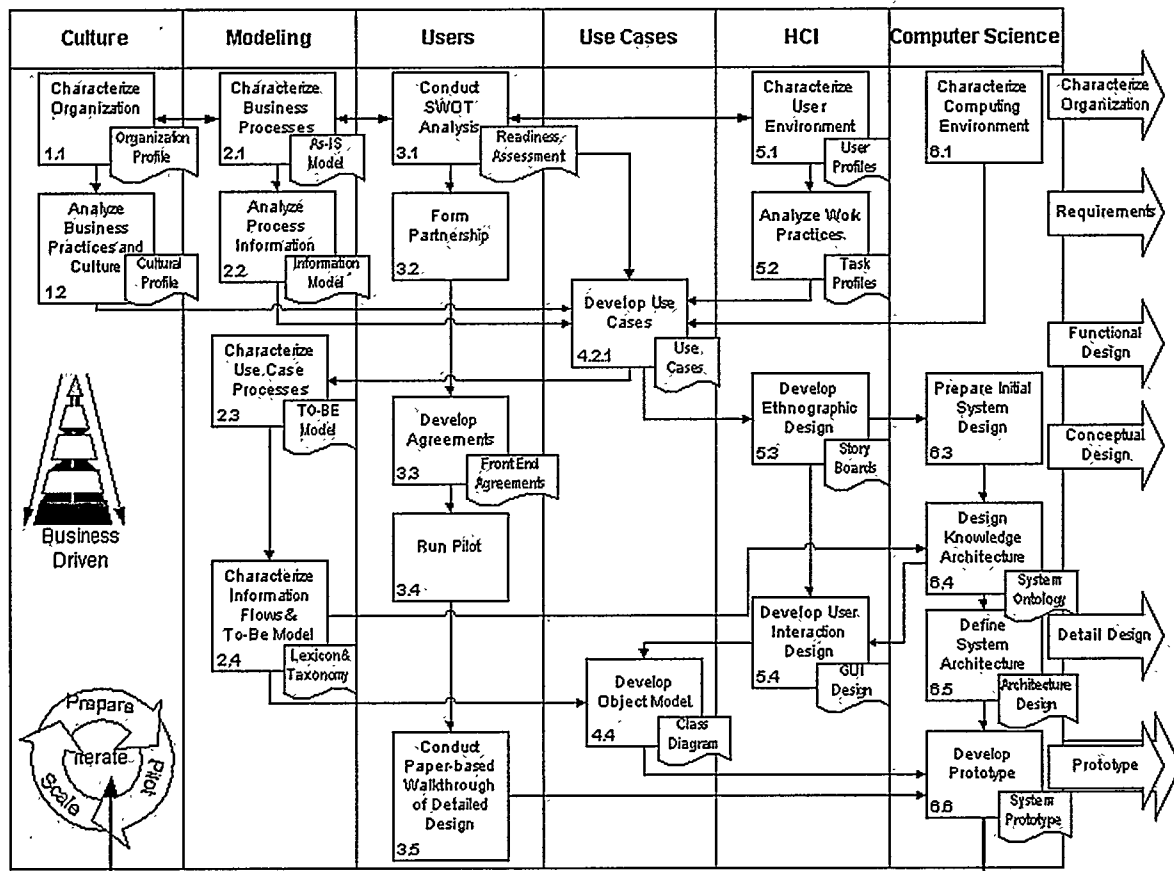 Culture
Modeling
Users
Use Cases
HCI
Computer Science
Characterize
Organization
1.1
Organization
Profile
Characterize
Business
Processes
2.1
As-IS
Model
Conduct
SWOT
Analysis
3.1
Readiness
Assessment
Characterize
User
Environment
5.1
User
Profiles
Characterize
Computing
Environment
6.1
Characterize
Organization
Analyze
Business
Practices and
Culture
1.2
Cultural
Profile
Analyze
Process
Information
2.2
Information
Model
Form
Partnership
3.2
Analyze Wok
Practices.
5.2
Task
Profiles
Requirements
Develop Use
Cases
4.2.1
Use
Cases
Functional
Design
Characterize
Use Case
Processes
2.3
TO-BE
Model
Develop
Agreements
3.3
Front End
Agreements
Develop
Ethnographic
Design
5.3
Story
Boards
Prepare Initial
System
Design
6.3
Conceptual
Design
Business
Driven
Run Pilot
3.4
Design
Knowledge
Architecture
6.4
System
Ontology
Characterize
Information
Flows &
To-Be Model
2.4
Lexicon &
Taxonomy
Develop User
Interaction
Design
5.4
GUI
Design
Define
System
Architecture
6.5
Architecture
Design
Detail Design
Develop
Object Model
4.4
Class
Diagram
Prepare
Iterate
Pilot
Scale
Conduct
Paper-based
Walkthrough
of Detailed
Design
3.5
Develop
Prototype
6.6
System
Prototype
Prototype